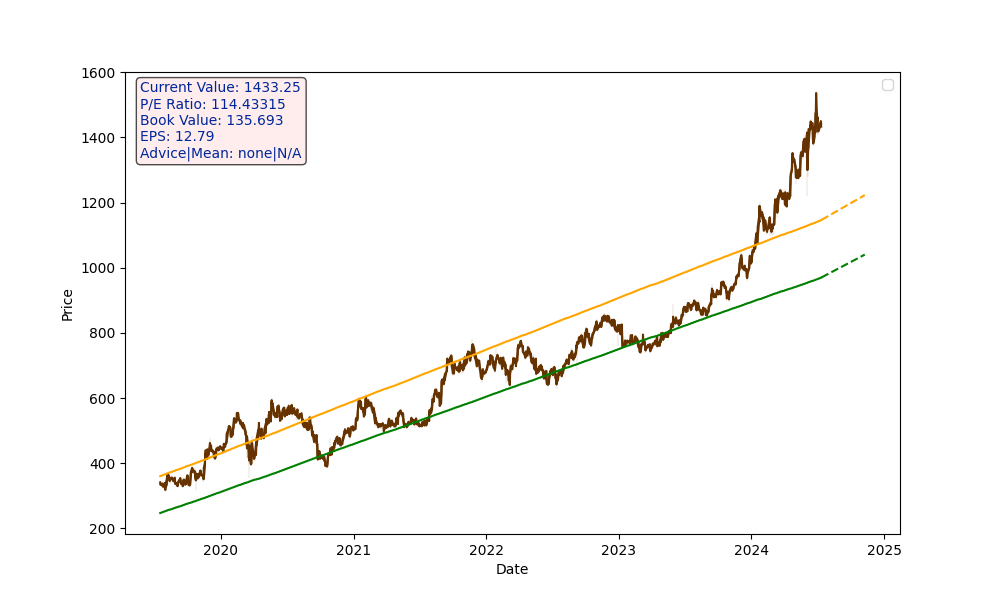 Current Value: 1433.25
P/E Ratio: 114.43315
Book Value: 135.693
EPS: 12.79
Advice|Mean: none|N/A
Price
1600
1400
1200
1000
800
600
400
200
2020
2021
2022
2023
2024
2025
Date